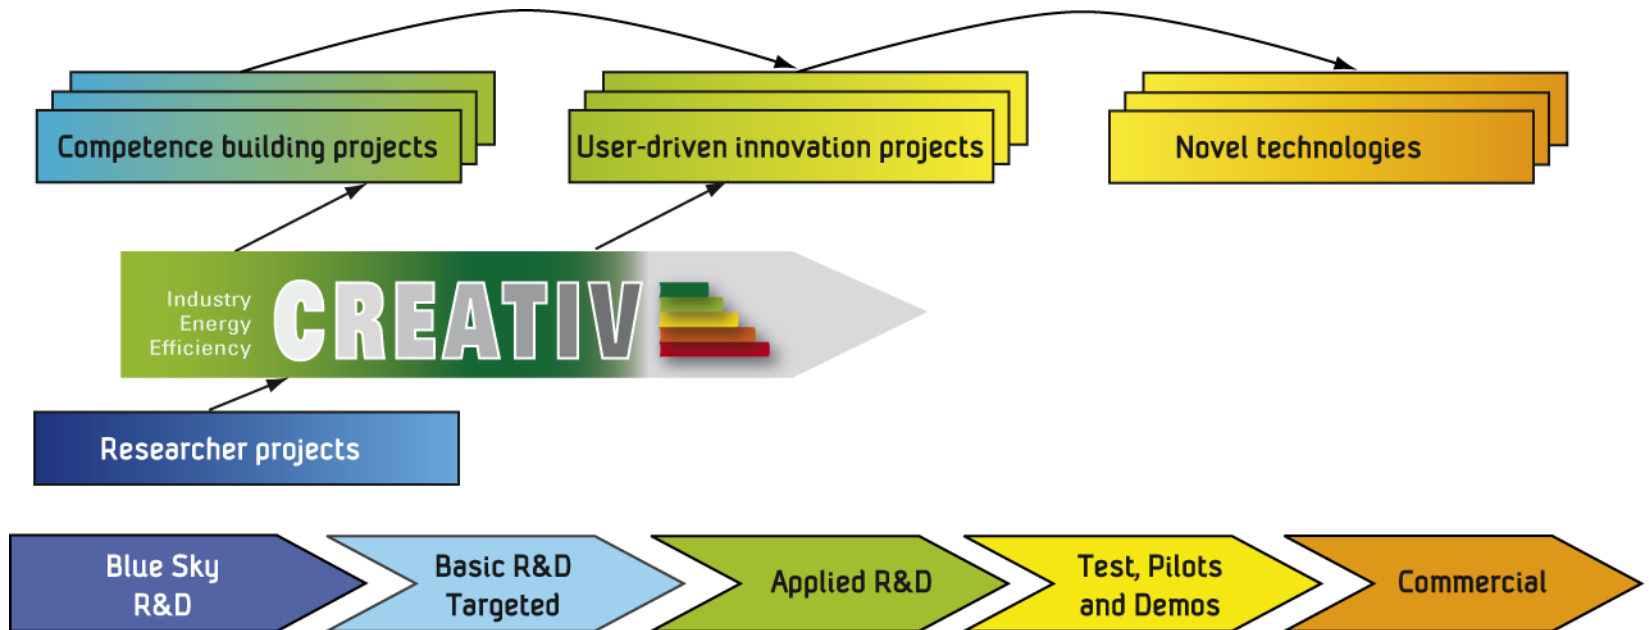 Competence building projects
User-driven innovation projects
Novel technologies
Industry
Energy
Efficiency
CREATIV
Researcher projects
Blue Sky
R&D
Basic R&D
Targeted
Applied R&D
Test, Pilots
and Demos
Commercial